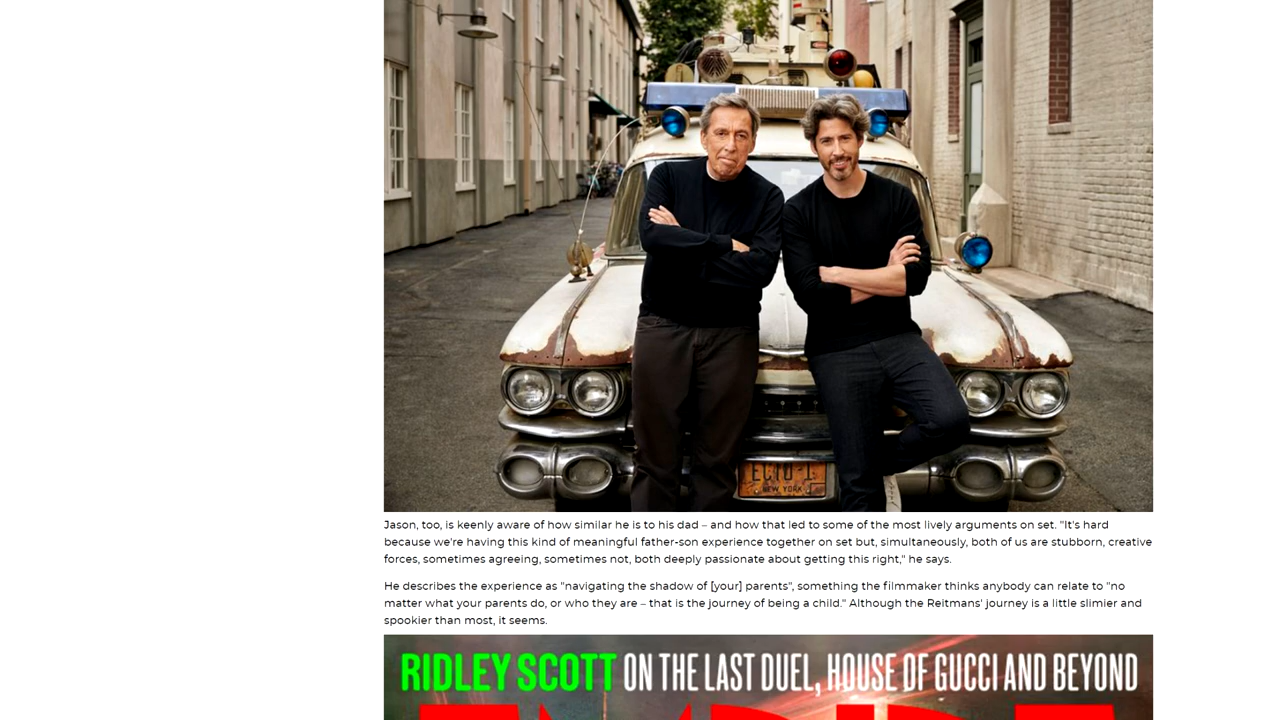 ECTO-1
NEW YORK
Jason, too, is keenly aware of how similar he is to his dad – and how that led to some of the most lively arguments on set. "It's hard
because we're having this kind of meaningful father-son experience together on set but, simultaneously, both of us are stubborn, creative
forces, sometimes agreeing, sometimes not, both deeply passionate about getting this right," he says.
He describes the experience as "navigating the shadow of [your] parents", something the filmmaker thinks anybody can relate to "no
matter what your parents do, or who they are – that is the journey of being a child." Although the Reitmans' journey is a little slimier and
spookier than most, it seems.
RIDLEY SCOTT ON THE LAST DUEL, HOUSE OF GUCCI AND BEYOND